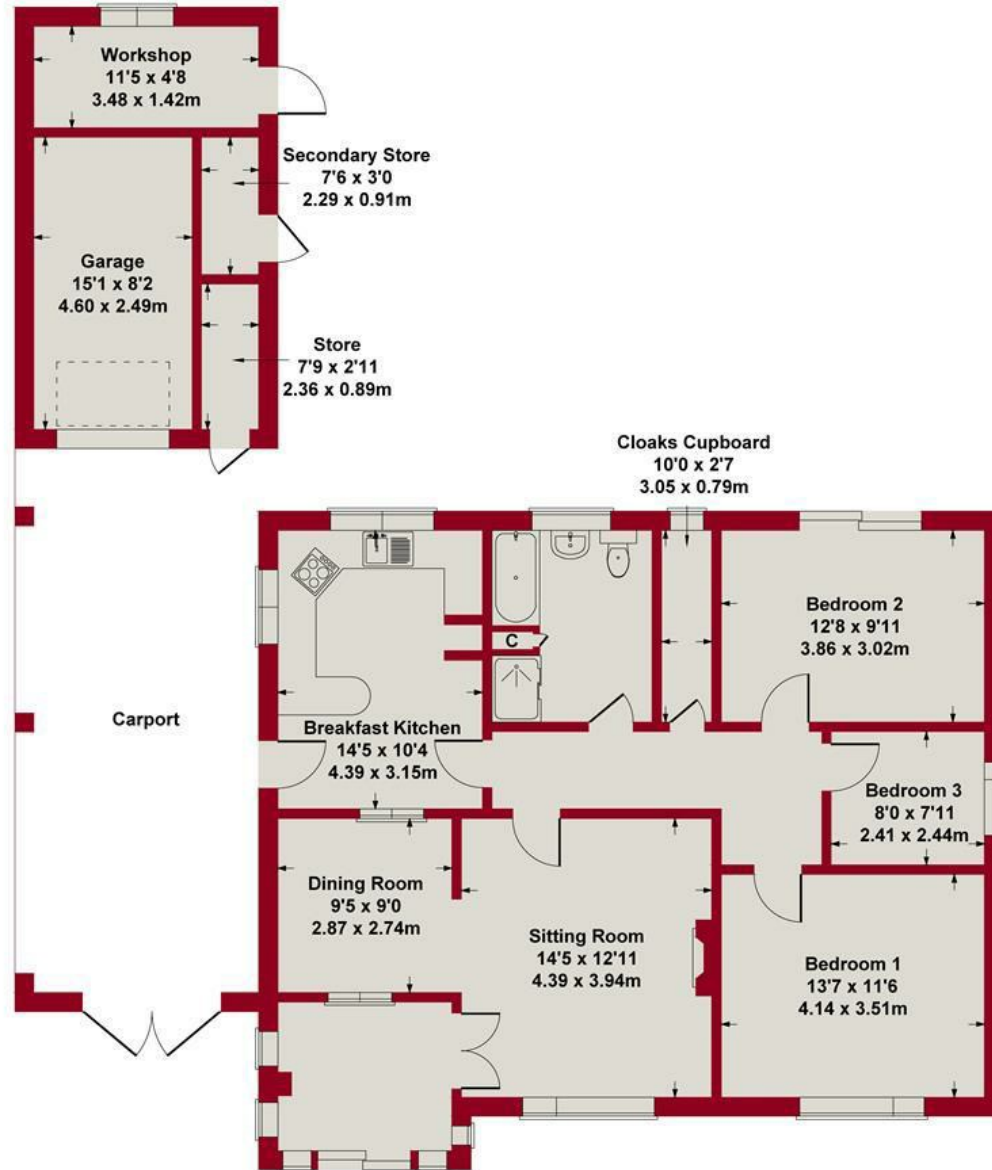 Workshop
11'5 x 4'8
3.48 x 1.42m
Secondary Store
7'6 x 3'0
2.29 x 0.91m
Garage
15'1 x 8'2
4.60 x 2.49m
Store
7'9 x 2'11
2.36 x 0.89m
Cloaks Cupboard
10'0 x 2'7
3.05 x 0.79m
Bedroom 2
12'8 x 9'11
3.86 x 3.02m
C
Carport
Breakfast Kitchen
14'5 x 10'4
4.39 x 3.15m
Bedroom 3
8'0 x 7'11
2.41 x 2.44m
Dining Room
9'5 x 9'0
2.87 x 2.74m
Sitting Room
14'5 x 12'11
4.39 x 3.94m
Bedroom 1
13'7 x 11'6
4.14 x 3.51m